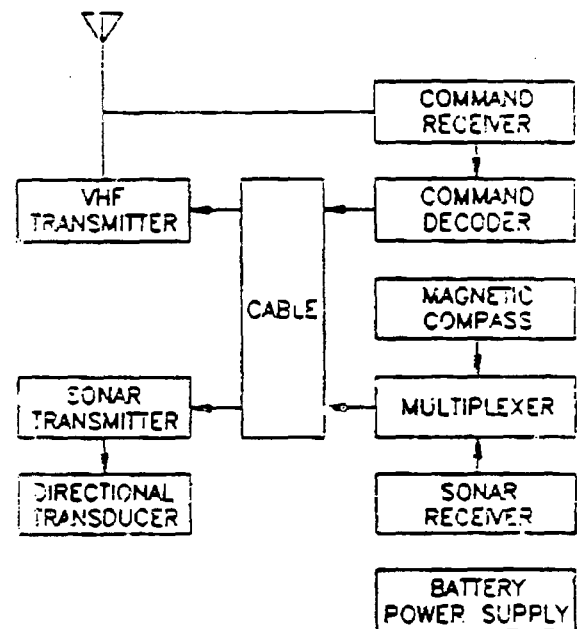 COMMAND
RECEIVER
VHF
TRANSMITTER
COMMAND
DECODER
CABLE
MAGNETIC
COMPASS
SONAR
TRANSMITTER
MULTIPLEXER
DIRECTIONAL
TRANSDUCER
SONAR
RECEIVER
BATTERY
POWER SUPPLY